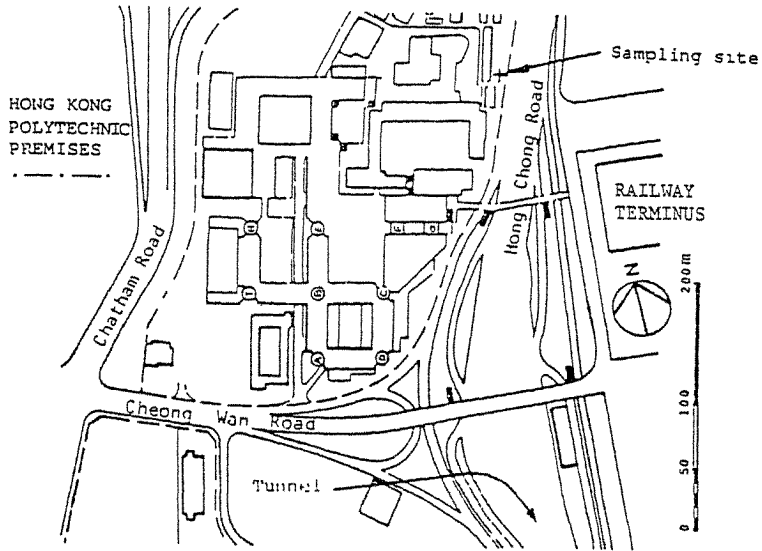 Sampling site
HONG KONG
POLYTECHNIC
PREMISES
Hong Chong Road
RAILWAY
TERMINUS
Chatham Road
N
200m
100
50
0
H
F
I
B
C
A
D
Cheong Wan Road
Tunnel